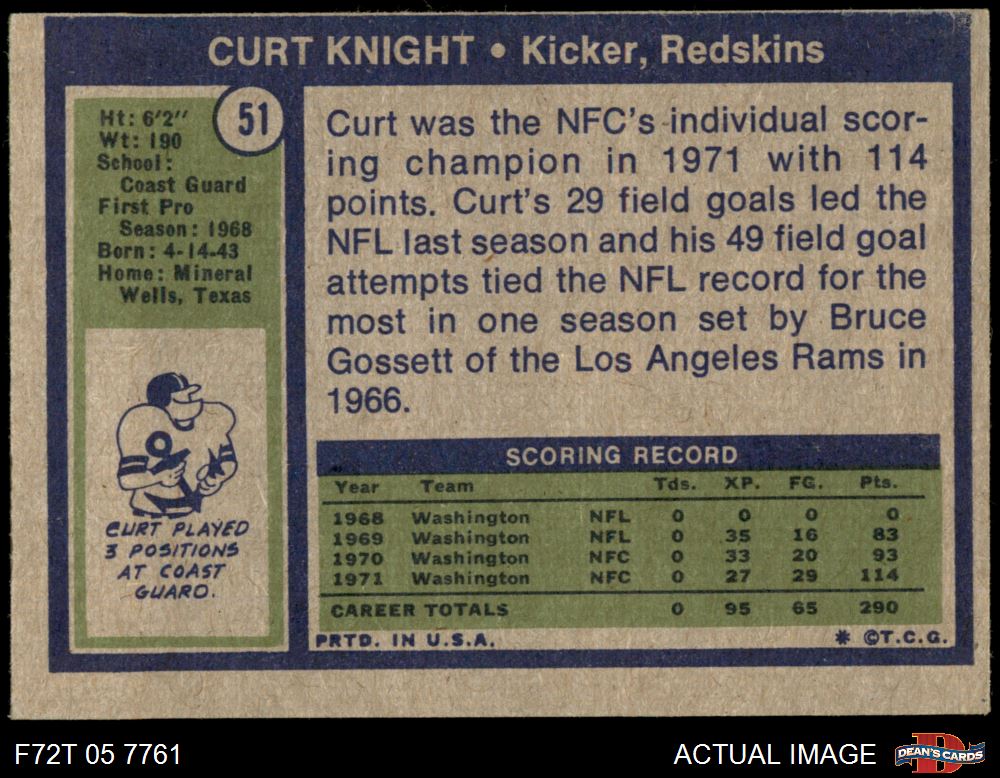 CURT KNIGHT • Kicker, Redskins
51
Ht: 6'2"
Wt: 190
School:
Coast Guard
First Pro
Season: 1968
Born: 4-14-43
Home: Mineral
Wells, Texas
CURT PLAYED
3 POSITIONS
AT COAST
GUARD.
Curt was the NFC's individual scor-
ing champion in 1971 with 114
points. Curt's 29 field goals led the
NFL last season and his 49 field goal
attempts tied the NFL record for the
most in one season set by Bruce
Gossett of the Los Angeles Rams in
1966.
SCORING RECORD
Year Team Tds. XP. FG. Pts.
1968 Washington NFL 0 0 0 0
1969 Washington NFL 0 35 16 83
1970 Washington NFC 0 33 20 93
1971 Washington NFC 0 27 29 114
CAREER TOTALS 0 95 65 290
PRTD. IN U.S.A. * ©T.C.G.
F72T 05 7761 ACTUAL IMAGE DEAN'S CARDS